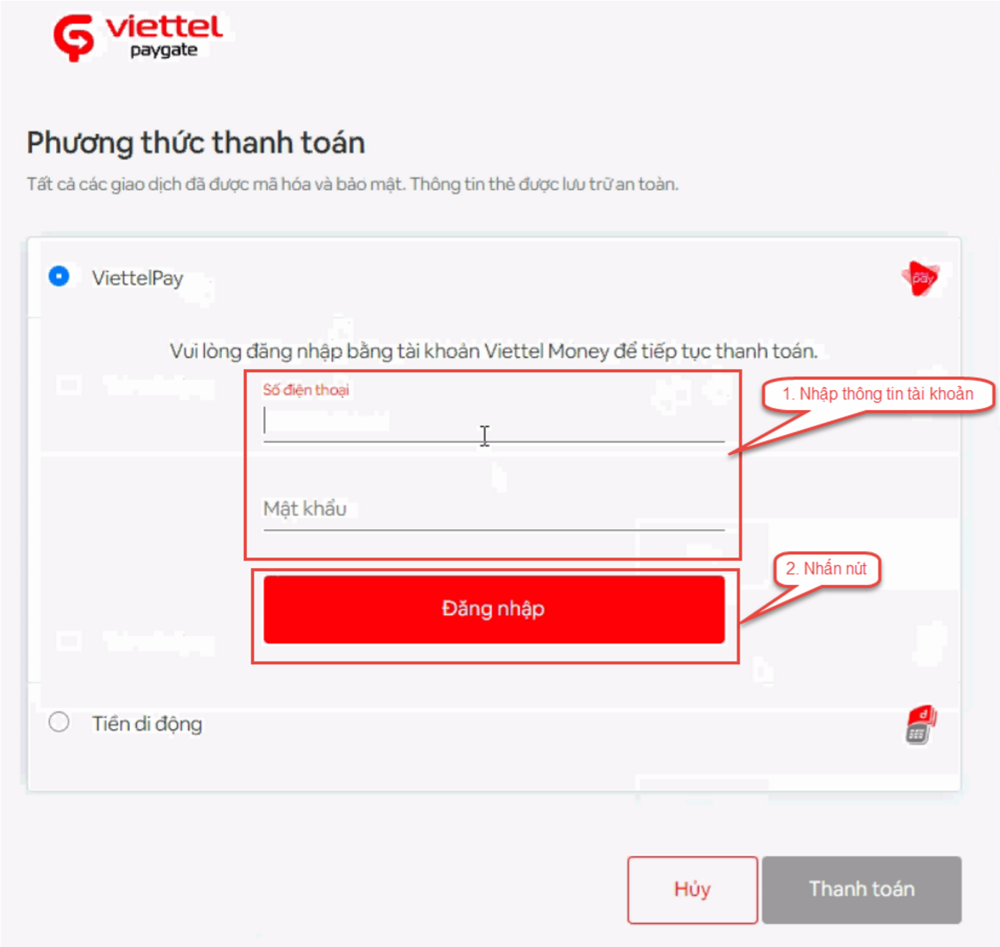 viettel
paygate
Phương thức thanh toán
Tất cả các giao dịch đã được mã hóa và bảo mật. Thông tin thẻ được lưu trữ an toàn.
ViettelPay
pay
Vui lòng đăng nhập bằng tài khoản Viettel Money để tiếp tục thanh toán.
Số điện thoại
1. Nhập thông tin tài khoản
Mật khẩu
2. Nhấn nút
Đăng nhập
Tiền di động
Hủy
Thanh toán